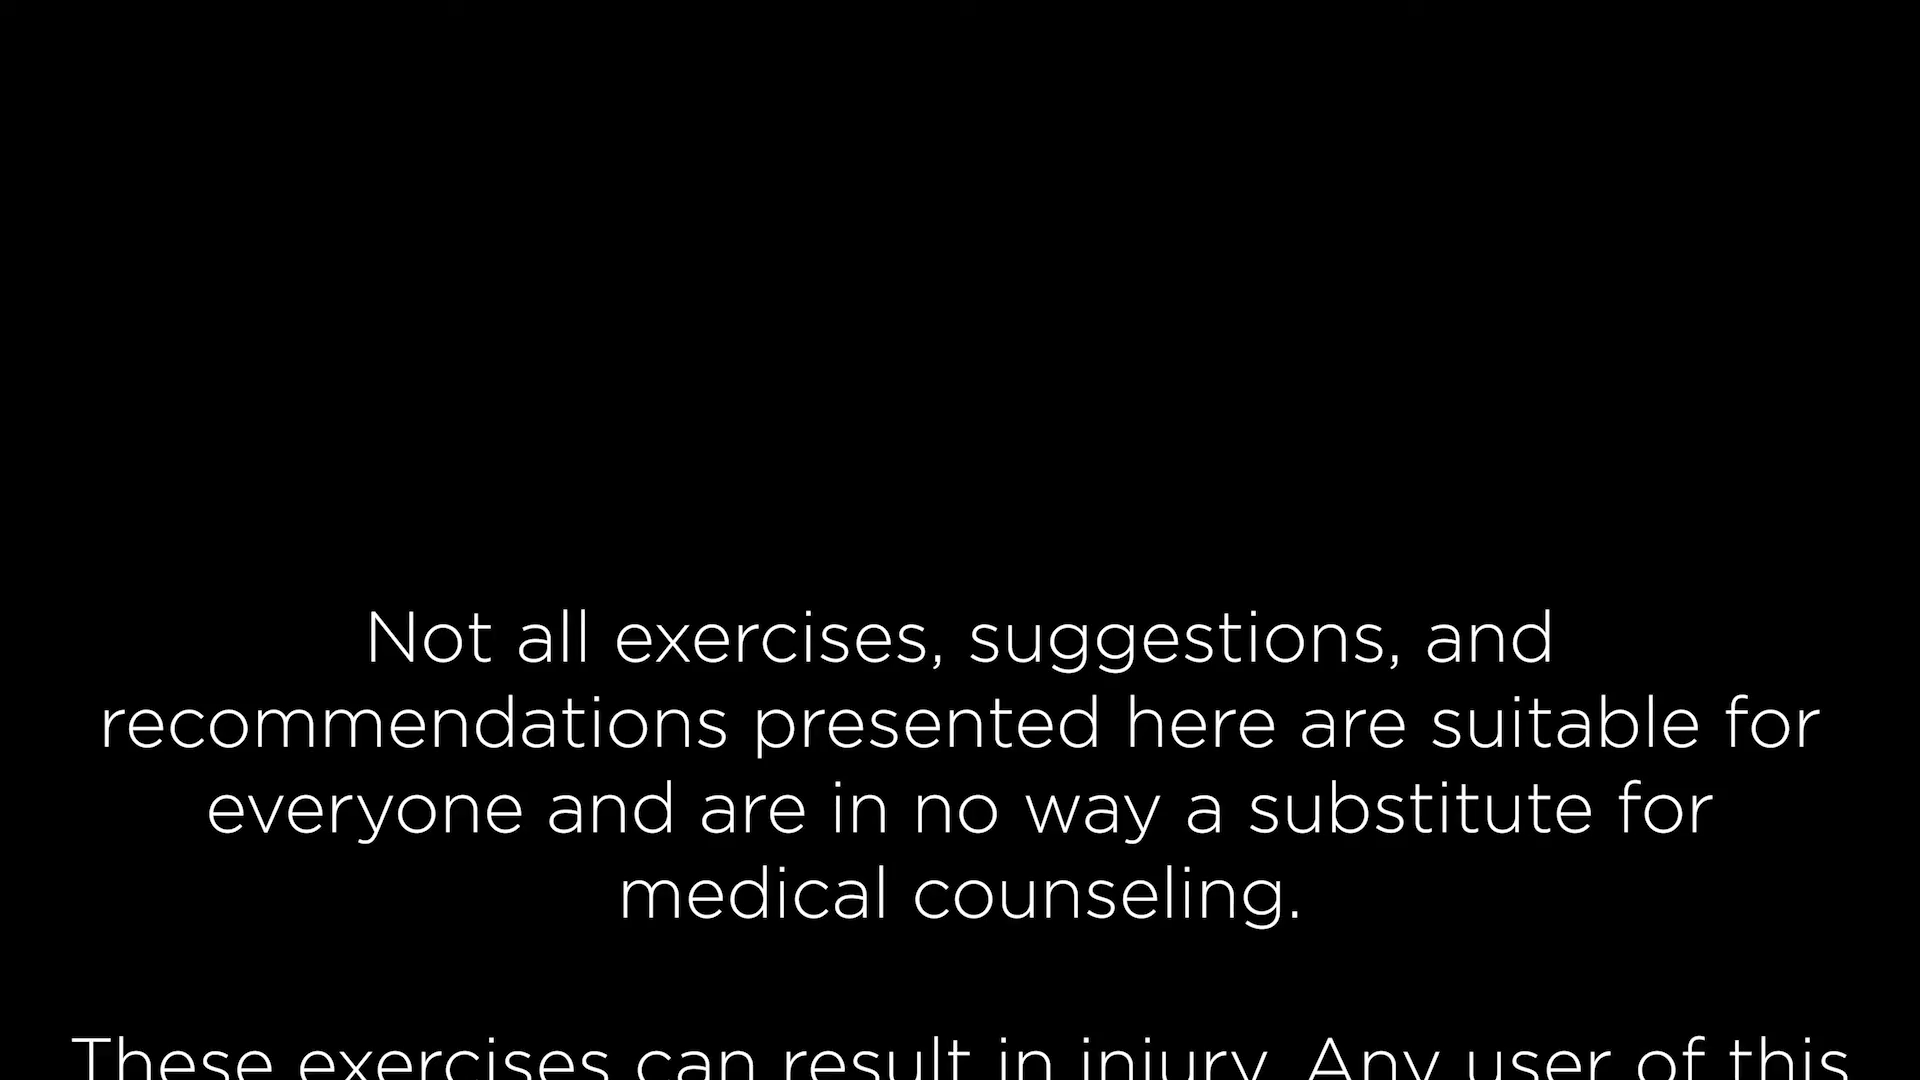 Not all exercises, suggestions, and
recommendations presented here are suitable for
everyone and are in no way a substitute for
medical counseling.
These exercises can result in injury. Any user of this